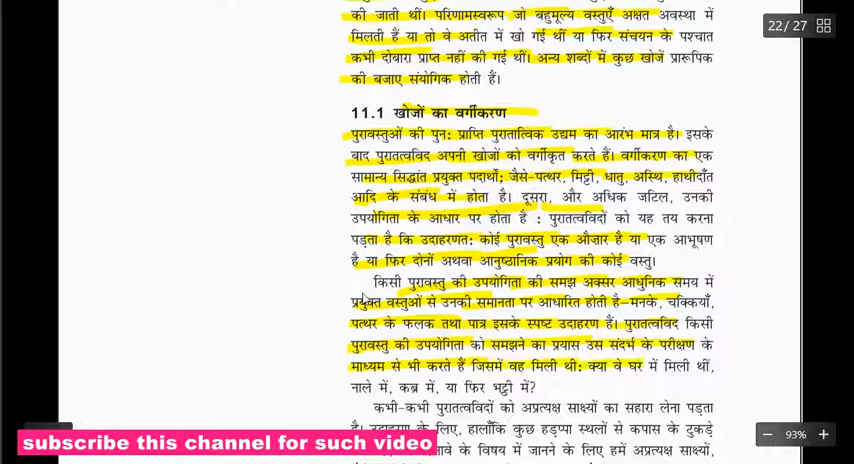 की जाती थीं। परिणामस्वरूप जो बहुमूल्य वस्तुएँ अक्षत अवस्था में
मिलती हैं या तो वे अतीत में खो गई थीं या फिर संचयन के पश्चात
कभी दोबारा प्राप्त नहीं की गई थीं। अन्य शब्दों में कुछ खोजें प्रारूपिक
की बजाए संयोगिक होती हैं।
22 / 27
11.1 खोजों का वर्गीकरण
पुरावस्तुओं की पुन: प्राप्ति पुरातात्विक उद्यम का आरंभ मात्र है। इसके
बाद पुरातत्वविद अपनी खोजों को वर्गीकृत करते हैं। वर्गीकरण का एक
सामान्य सिद्धांत प्रयुक्त पदार्थों; जैसे-पत्थर, मिट्टी, धातु, अस्थि, हाथीदाँत
आदि के संबंध में होता है। दूसरा, और अधिक जटिल, उनकी
उपयोगिता के आधार पर होता है : पुरातत्वविदों को यह तय करना
पड़ता है कि उदाहरणत: कोई पुरावस्तु एक औज़ार है या एक आभूषण
है या फिर दोनों अथवा आनुष्ठानिक प्रयोग की कोई वस्तु।
किसी पुरावस्तु की उपयोगिता की समझ अक्सर आधुनिक समय में
प्रयुक्त वस्तुओं से उनकी समानता पर आधारित होती है–मनके, चक्कियाँ,
पत्थर के फलक तथा पात्र इसके स्पष्ट उदाहरण हैं। पुरातत्वविद किसी
पुरावस्तु की उपयोगिता को समझने का प्रयास उस संदर्भ के परीक्षण के
माध्यम से भी करते हैं जिसमें वह मिली थी: क्या वे घर में मिली थीं,
नाले में, कब्र में, या फिर भट्ठी में?
कभी-कभी पुरातत्वविदों को अप्रत्यक्ष साक्ष्यों का सहारा लेना पड़ता
है। उदाहरण के लिए, हालाँकि कुछ हड़प्पा स्थलों से कपास के टुकड़े
के विषय में जानने के लिए हमें अप्रत्यक्ष साक्ष्यों,
93%
subscribe this channel for such video